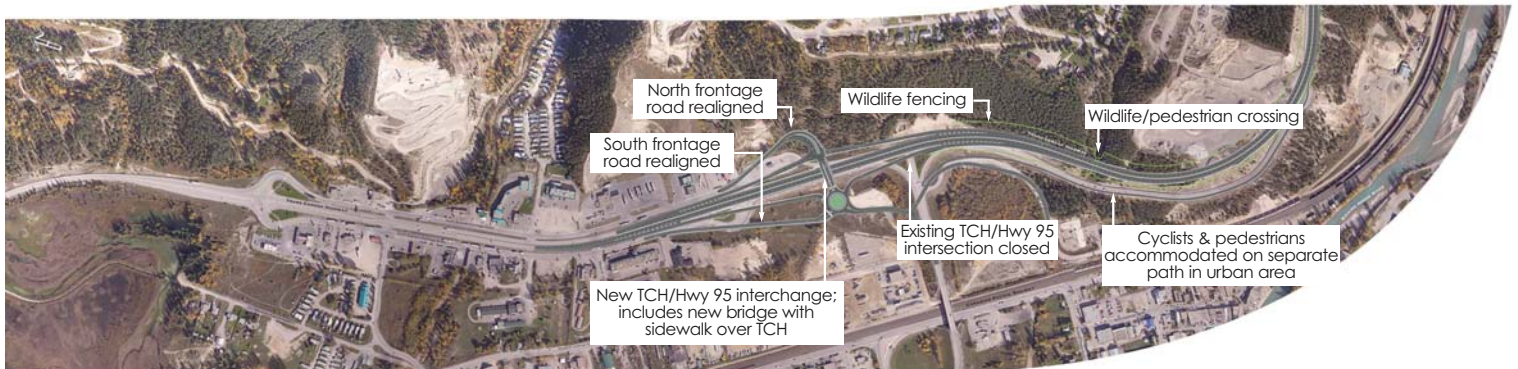 North frontage
road realigned
South frontage
road realigned
Wildlife fencing
Wildlife/pedestrian crossing
Existing TCH/Hwy 95
intersection closed
Cyclists & pedestrians
accommodated on separate
path in urban area
New TCH/Hwy 95 interchange;
includes new bridge with
sidewalk over TCH